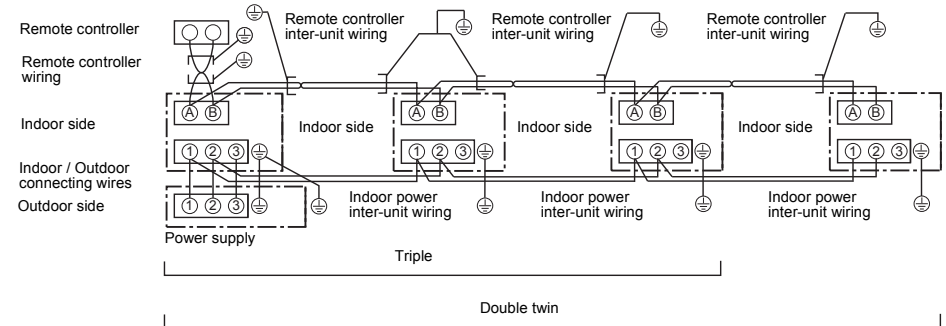 Remote controller
Remote controller
wiring
Remote controller
inter-unit wiring
Remote controller
inter-unit wiring
Remote controller
inter-unit wiring
A B
A B
A B
A B
Indoor side
Indoor side
Indoor side
Indoor side
1 2 3
1 2 3
1 2 3
1 2 3
Indoor / Outdoor
connecting wires
Outdoor side
1 2 3
Indoor power
inter-unit wiring
Indoor power
inter-unit wiring
Indoor power
inter-unit wiring
Power supply
Triple
Double twin